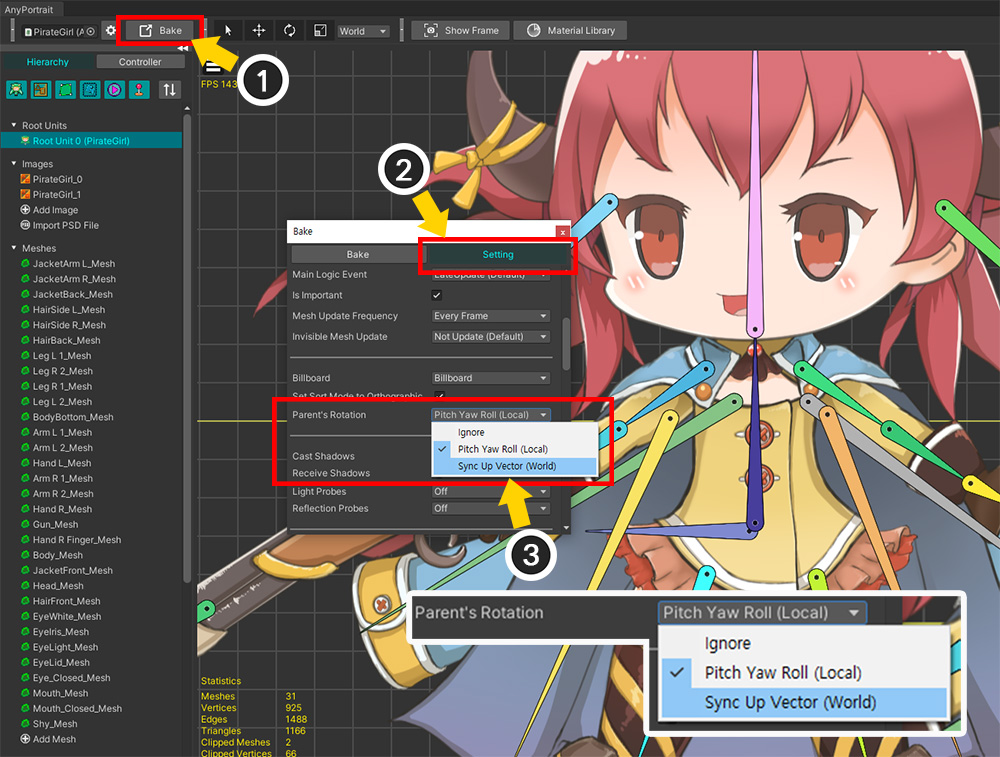 AnyPortrait
PirateGirl (A
Bake
World
Show Frame
Material Library
Hierarchy
Controller
FPS 143
1
Root Units
Root Unit 0 (PirateGirl)
Images
PirateGirl_0
PirateGirl_1
Add Image
Import PSD File
Meshes
JacketArm L_Mesh
JacketArm R_Mesh
JacketBack_Mesh
HairSide L_Mesh
HairSide R_Mesh
HairBack_Mesh
Leg L 1_Mesh
Leg R 2_Mesh
Leg R 1_Mesh
Leg L 2_Mesh
BodyBottom_Mesh
Arm L 1_Mesh
Arm L 2_Mesh
Hand L_Mesh
Arm R 1_Mesh
Arm R 2_Mesh
Hand R_Mesh
Gun_Mesh
Hand R Finger_Mesh
Body_Mesh
JacketFront_Mesh
Head_Mesh
HairFront_Mesh
EyeWhite_Mesh
EyeIris_Mesh
EyeLight_Mesh
EyeLid_Mesh
Eye_Closed_Mesh
Mouth_Mesh
Mouth_Closed_Mesh
Shy_Mesh
Add Mesh
2
Bake
x
Bake
Setting
Main Logic Event
LateUpdate (Default)
Is Important
Mesh Update Frequency
Every Frame
Invisible Mesh Update
Not Update (Default)
Billboard
Billboard
Set Sort Mode to Orthographic
Parent's Rotation
Pitch Yaw Roll (Local)
Ignore
Pitch Yaw Roll (Local)
Sync Up Vector (World)
Cast Shadows
Receive Shadows
Light Probes
Off
Reflection Probes
Off
3
Parent's Rotation
Pitch Yaw Roll (Local)
Ignore
Pitch Yaw Roll (Local)
Sync Up Vector (World)
Statistics
Meshes 31
Vertices 925
Edges 1488
Triangles 1166
Clipped Meshes 2
Clipped Vertices 66